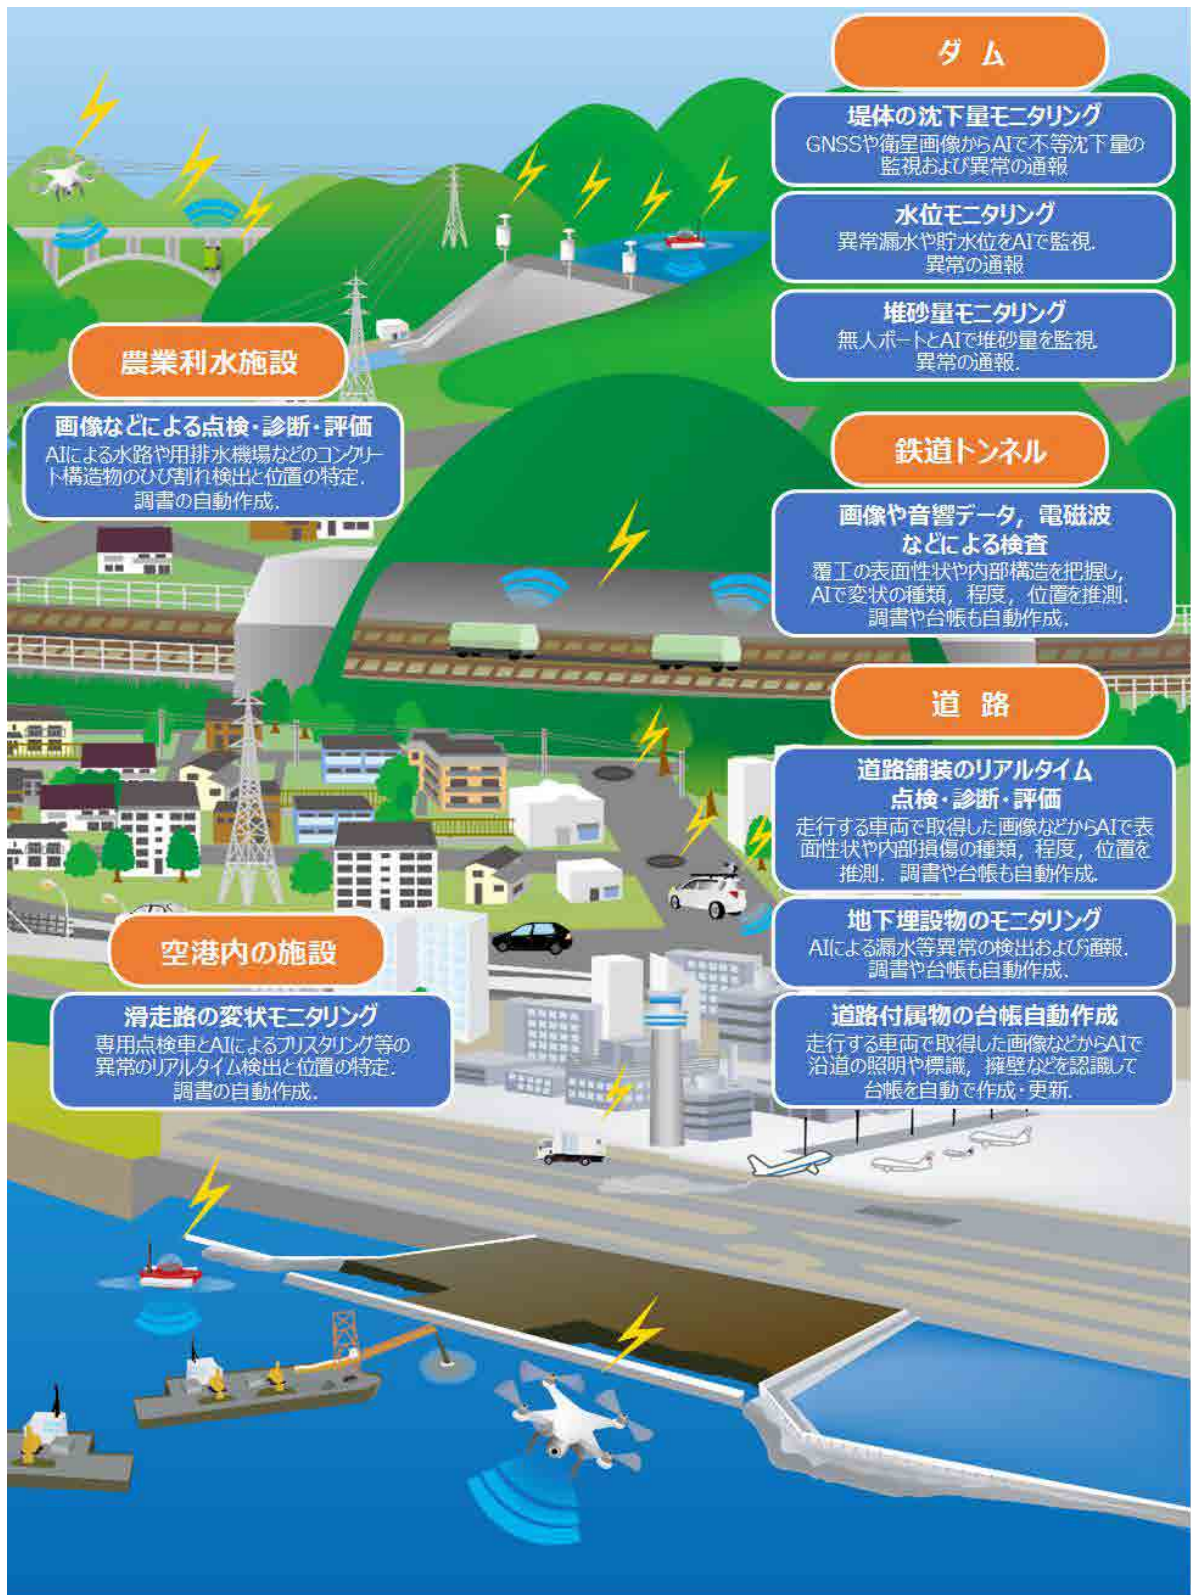 ダム
堤体の沈下量モニタリング
GNSSや衛星画像からAIで不等沈下量の
監視および異常の通報
水位モニタリング
異常漏水や貯水位をAIで監視.
異常の通報
堆砂量モニタリング
無人ボートとAIで堆砂量を監視.
異常の通報.
農業利水施設
画像などによる点検・診断・評価
AIによる水路や用排水機場などのコンクリー
ト構造物のひび割れ検出と位置の特定.
調書の自動作成.
鉄道トンネル
画像や音響データ，電磁波
などによる検査
覆工の表面性状や内部構造を把握し，
AIで変状の種類，程度，位置を推測.
調書や台帳も自動作成.
道路
道路舗装のリアルタイム
点検・診断・評価
走行する車両で取得した画像などからAIで表
面性状や内部損傷の種類，程度，位置を
推測. 調書や台帳も自動作成.
地下埋設物のモニタリング
AIによる漏水等異常の検出および通報.
調書や台帳も自動作成.
道路付属物の台帳自動作成
走行する車両で取得した画像などからAIで
沿道の照明や標識，擁壁などを認識して
台帳を自動で作成・更新.
空港内の施設
滑走路の変状モニタリング
専用点検車とAIによるブリスタリング等の
異常のリアルタイム検出と位置の特定.
調書の自動作成.